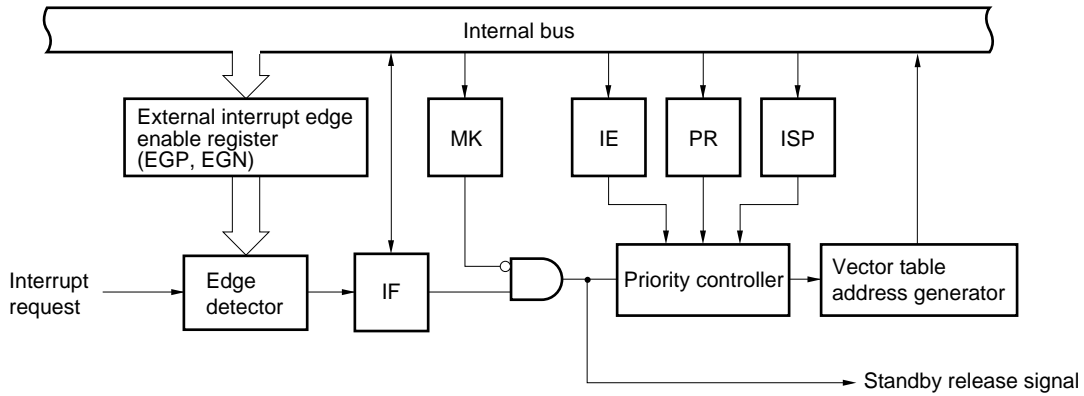 Internal bus
External interrupt edge
enable register
(EGP, EGN)
MK
IE
PR
ISP
Interrupt
request
Edge
detector
IF
Priority controller
Vector table
address generator
Standby release signal